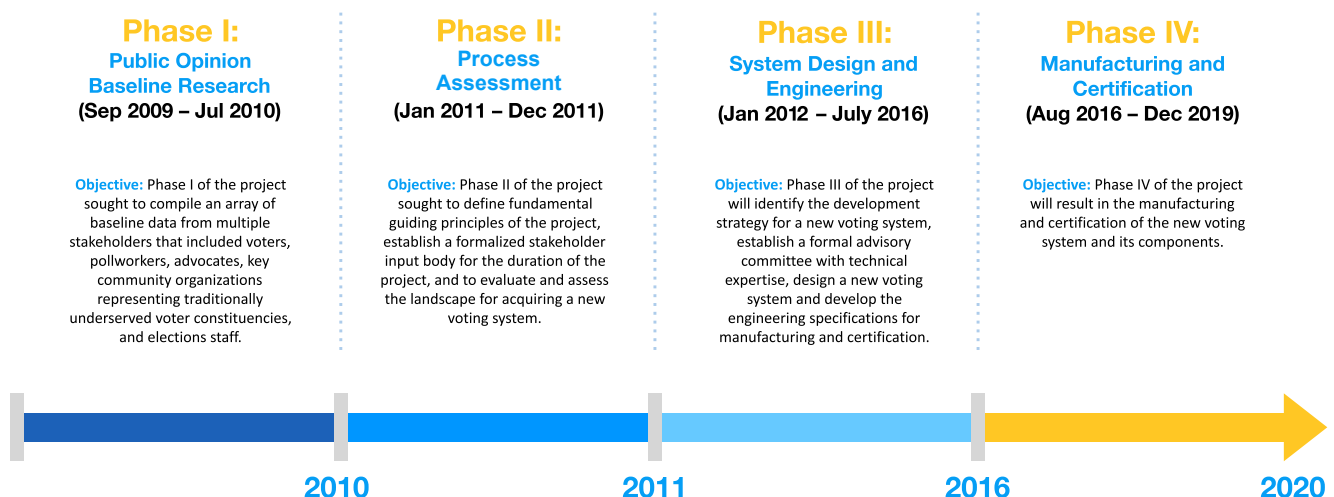 Phase I:
Public Opinion
Baseline Research
(Sep 2009 – Jul 2010)
Objective: Phase I of the project
sought to compile an array of
baseline data from multiple
stakeholders that included voters,
pollworkers, advocates, key
community organizations
representing traditionally
underserved voter constituencies,
and elections staff.
Phase II:
Process
Assessment
(Jan 2011 – Dec 2011)
Objective: Phase II of the project
sought to define fundamental
guiding principles of the project,
establish a formalized stakeholder
input body for the duration of the
project, and to evaluate and assess
the landscape for acquiring a new
voting system.
Phase III:
System Design and
Engineering
(Jan 2012 – July 2016)
Objective: Phase III of the project
will identify the development
strategy for a new voting system,
establish a formal advisory
committee with technical
expertise, design a new voting
system and develop the
engineering specifications for
manufacturing and certification.
Phase IV:
Manufacturing and
Certification
(Aug 2016 – Dec 2019)
Objective: Phase IV of the project
will result in the manufacturing
and certification of the new voting
system and its components.
2010
2011
2016
2020